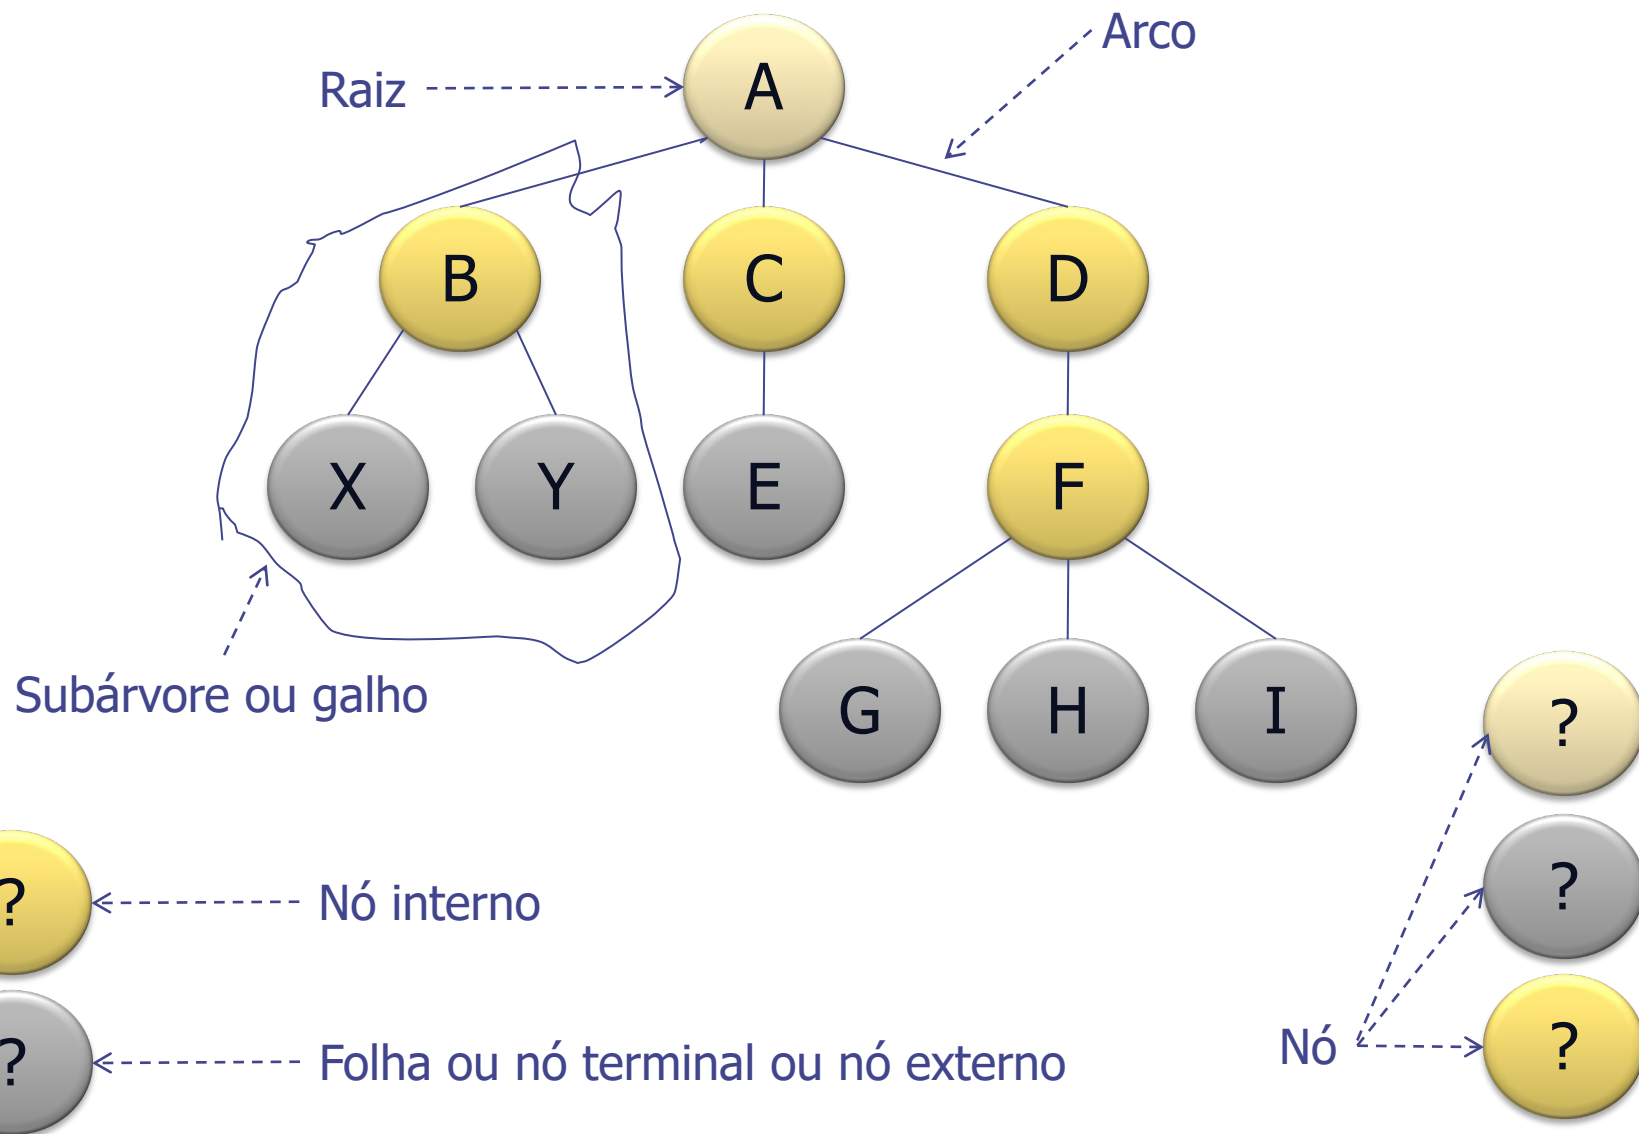 Arco
Raiz
A
B
C
D
X
Y
E
F
Subárvore ou galho
G
H
I
?
?
Nó interno
?
Nó
?
?
Folha ou nó terminal ou nó externo